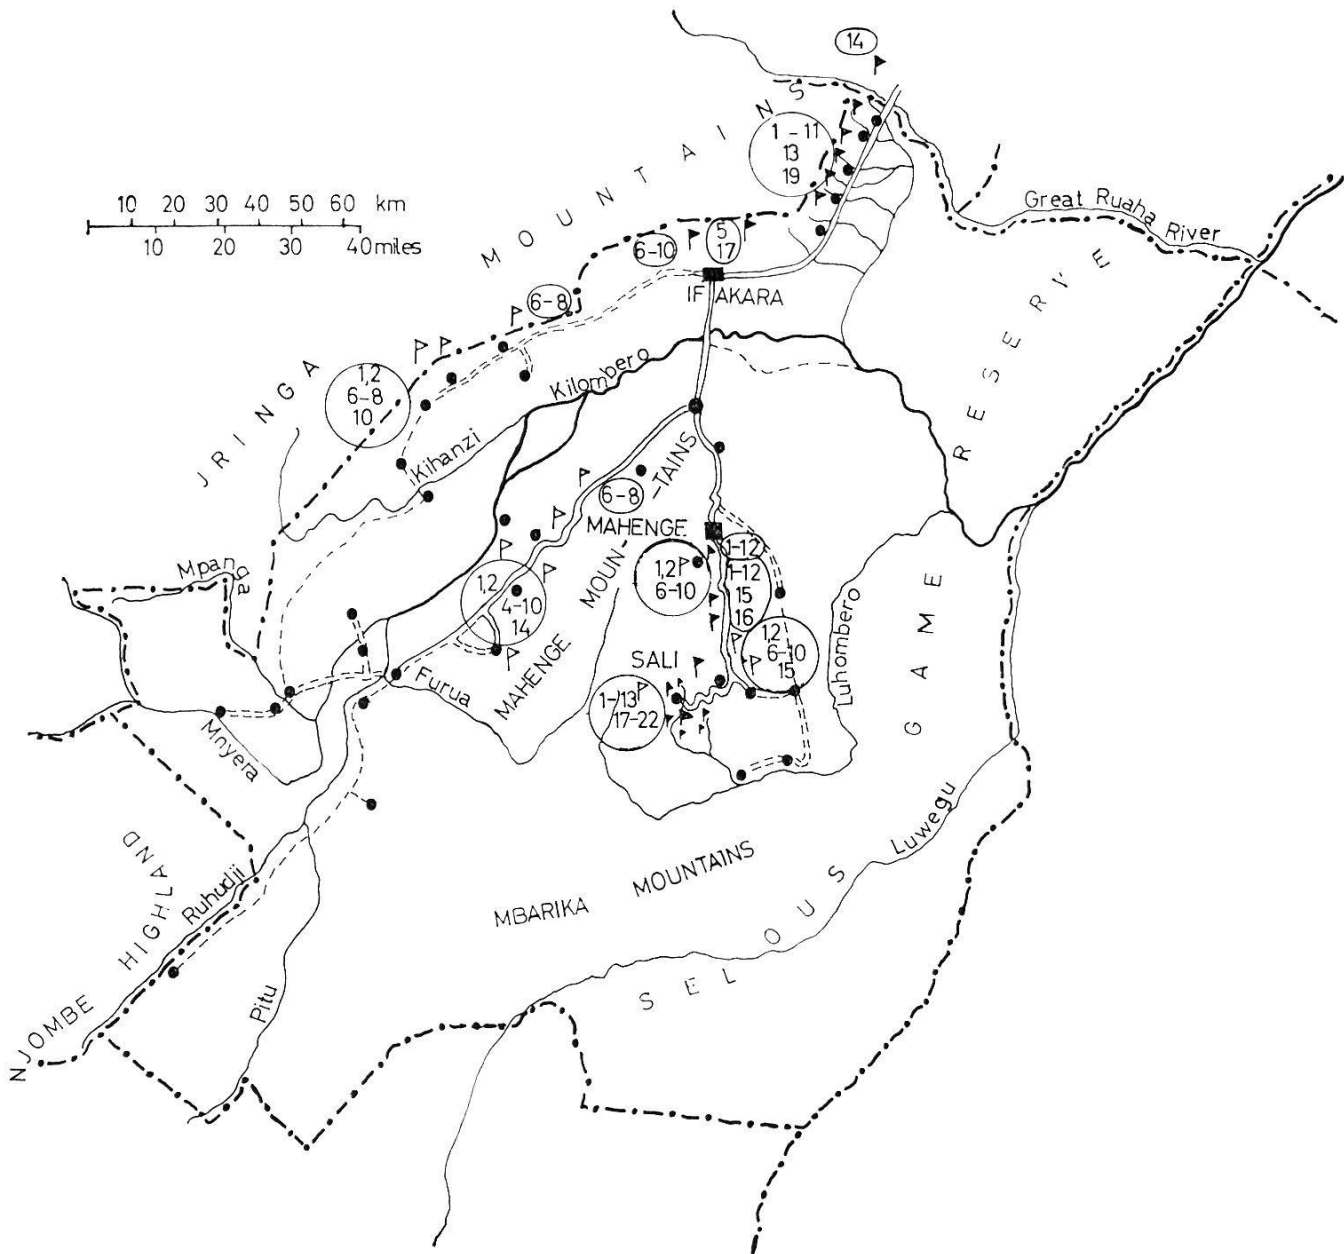 14
1 - 11
13
19
10 20 30 40 50 60 km
10 20 30 40 miles
JRINGA MOUNTAINS
Great Ruaha River
6-10
5
17
IFAKARA
6-8
Kilombero
1,2
6-8
10
Kihanzi
6-8
MAHENGE
MAHENGE MOUN-
-TAINS
1-12
1-12
15
16
1,2
6-10
1,2
4-10
14
1,2
6-10
15
SALI
1-13
17-22
Mpanga
Furua
Mnyera
Luhombero
Luwegu
SELOUS GAME RESERVE
MBARIKA MOUNTAINS
Ruhudji
Pitu
NJOMBE HIGHLAND